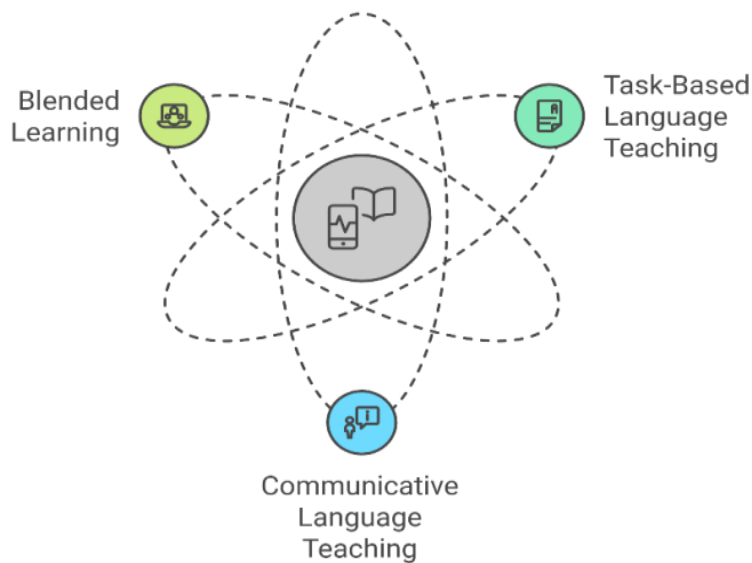 Blended
Learning
Task-Based
Language
Teaching
Communicative
Language
Teaching